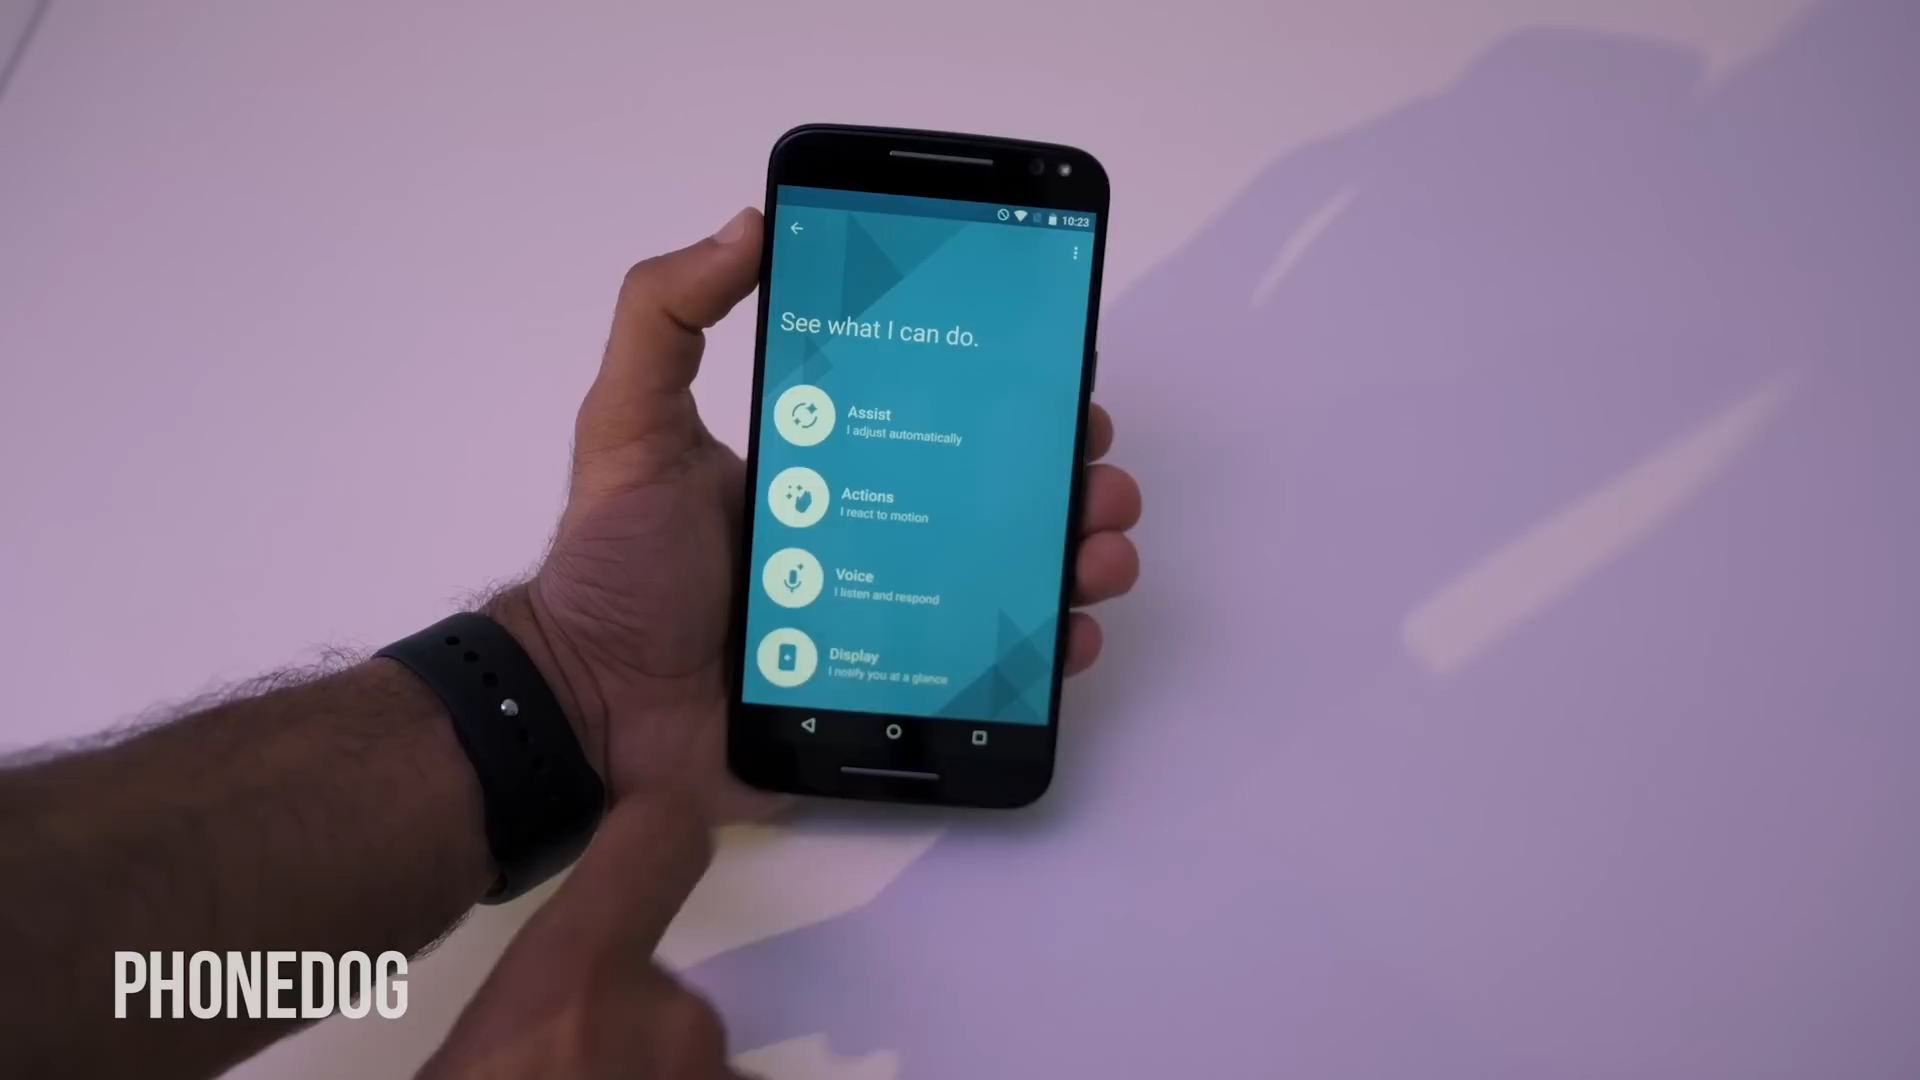 10:23
See what I can do.
Assist
I adjust automatically
Actions
I react to motion
Voice
I listen and respond
Display
I notify you at a glance
PHONEDOG